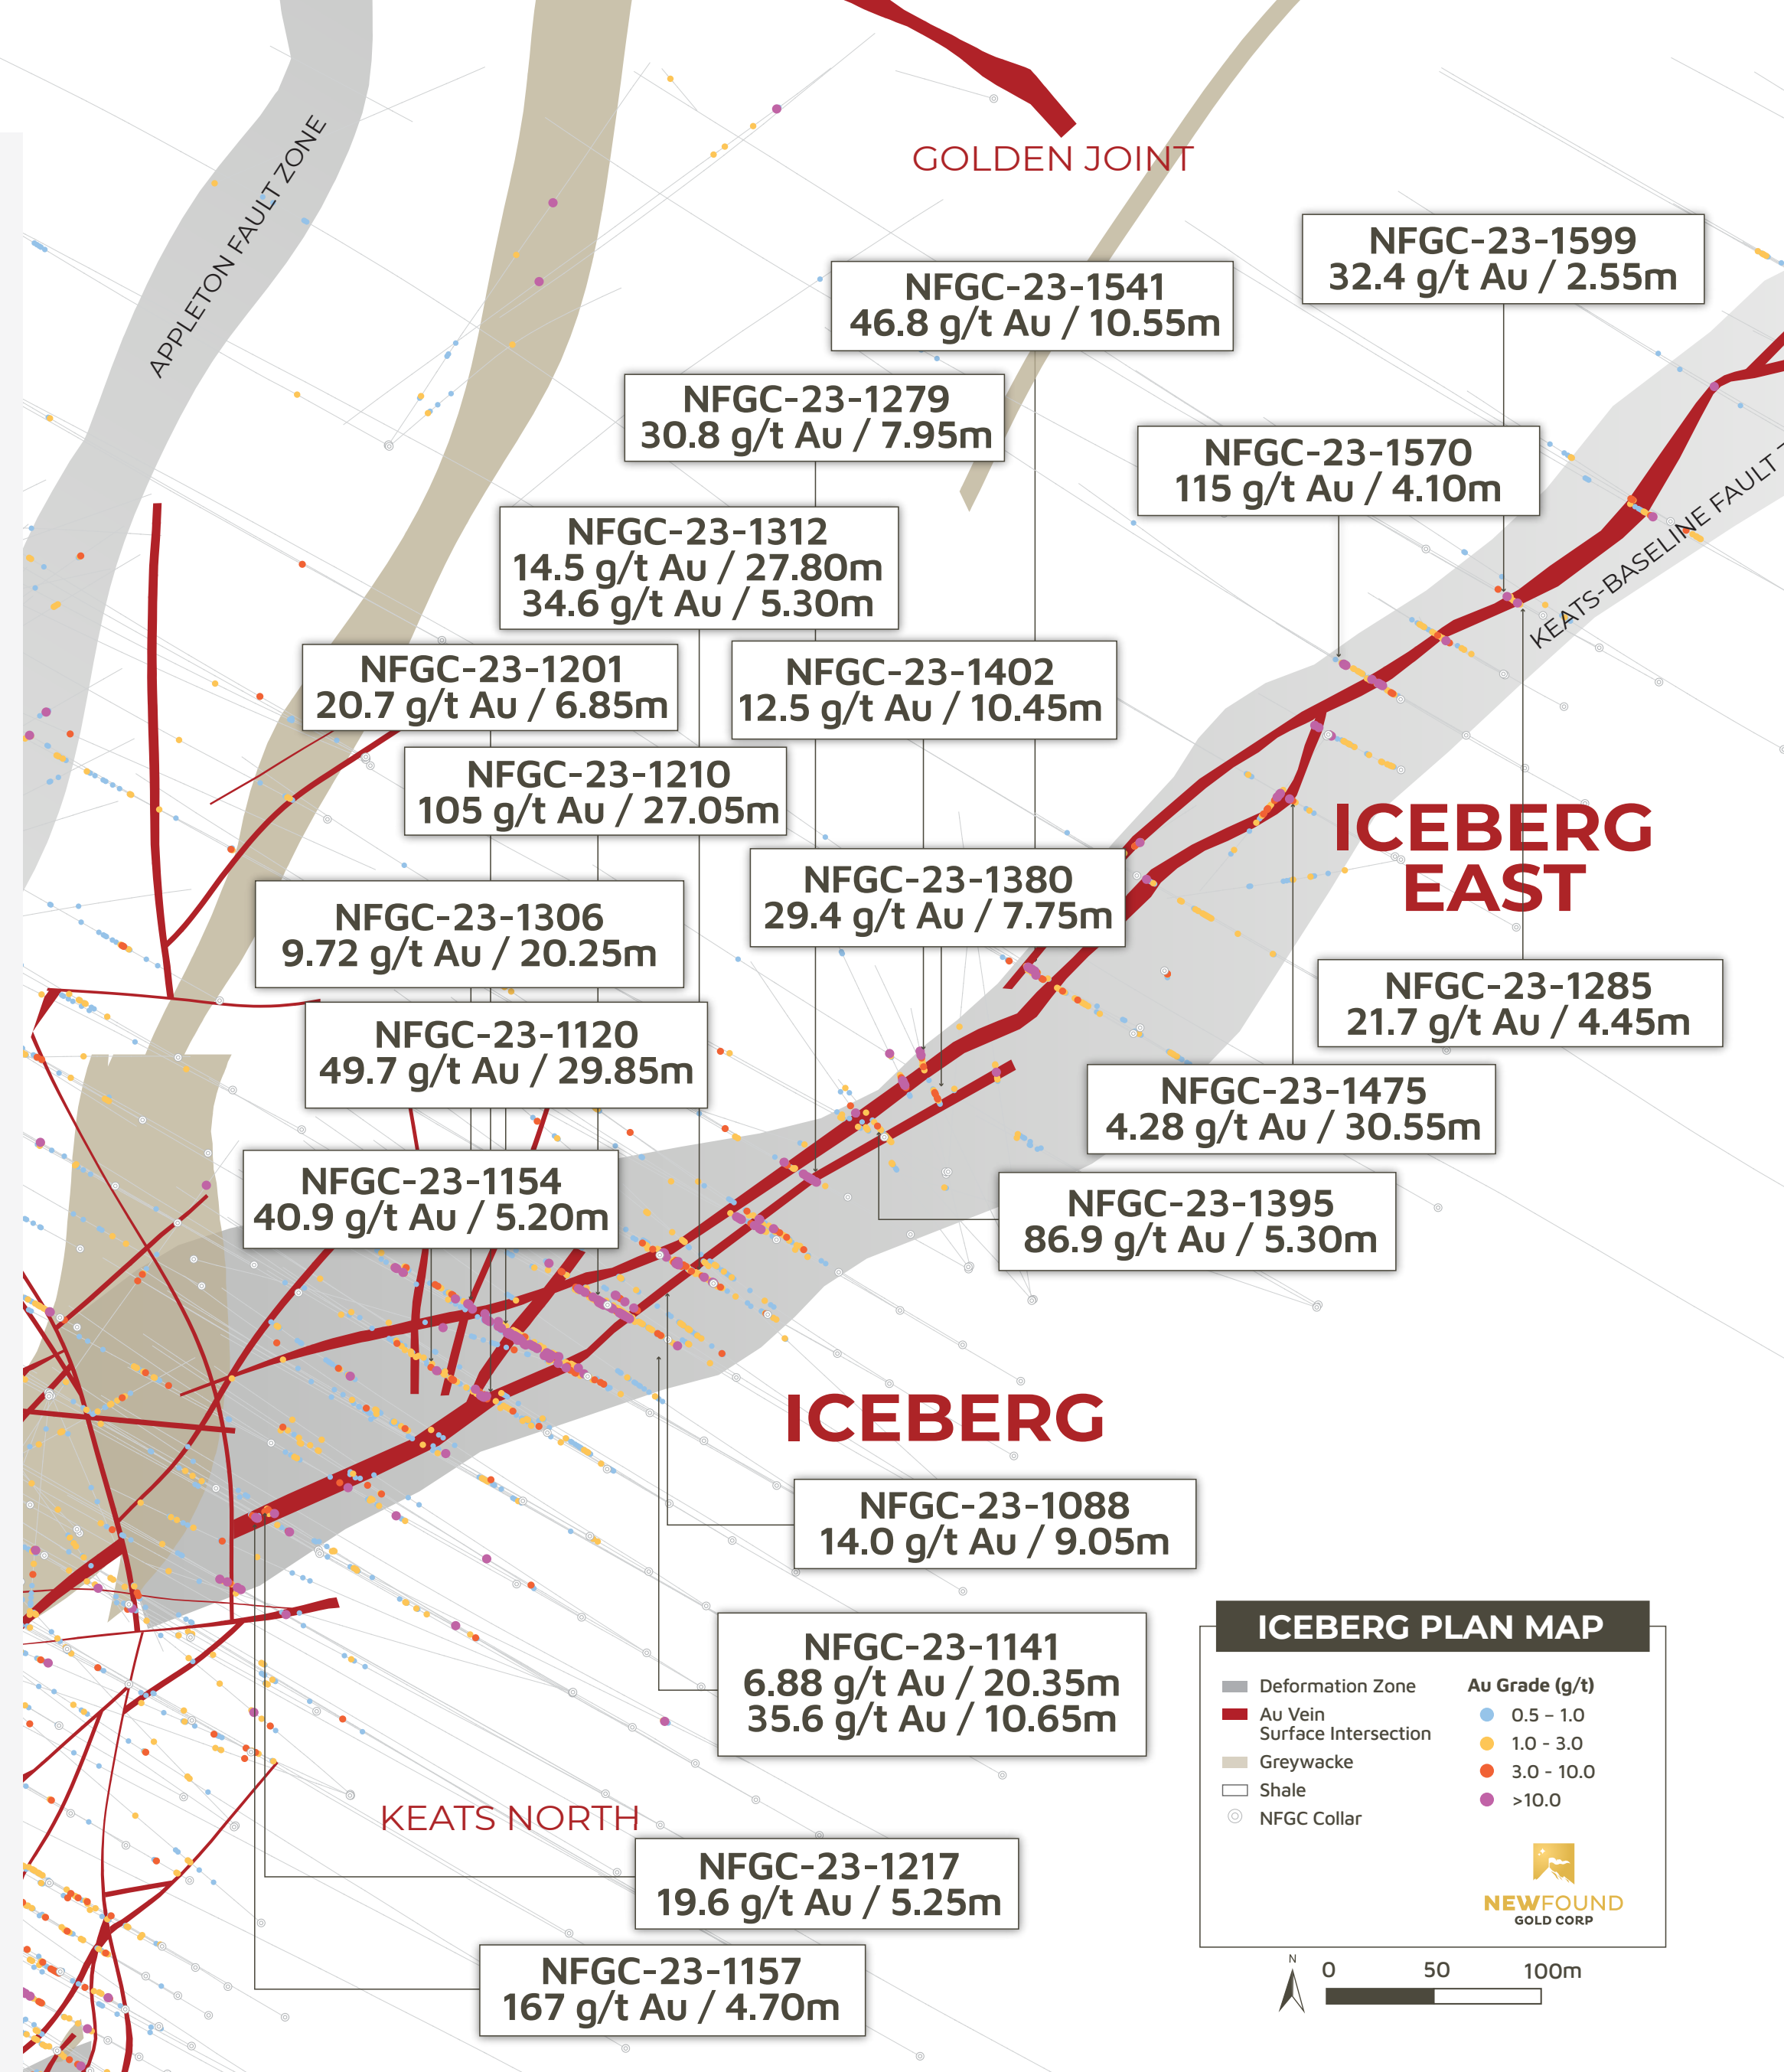 GOLDEN JOINT
APPLETON FAULT ZONE
NFGC-23-1599
32.4 g/t Au / 2.55m
NFGC-23-1541
46.8 g/t Au / 10.55m
NFGC-23-1279
30.8 g/t Au / 7.95m
NFGC-23-1570
115 g/t Au / 4.10m
KEATS-BASELINE FAULT
NFGC-23-1312
14.5 g/t Au / 27.80m
34.6 g/t Au / 5.30m
NFGC-23-1201
20.7 g/t Au / 6.85m
NFGC-23-1402
12.5 g/t Au / 10.45m
NFGC-23-1210
105 g/t Au / 27.05m
ICEBERG
EAST
NFGC-23-1380
29.4 g/t Au / 7.75m
NFGC-23-1306
9.72 g/t Au / 20.25m
NFGC-23-1285
21.7 g/t Au / 4.45m
NFGC-23-1120
49.7 g/t Au / 29.85m
NFGC-23-1475
4.28 g/t Au / 30.55m
NFGC-23-1154
40.9 g/t Au / 5.20m
NFGC-23-1395
86.9 g/t Au / 5.30m
ICEBERG
NFGC-23-1088
14.0 g/t Au / 9.05m
NFGC-23-1141
6.88 g/t Au / 20.35m
35.6 g/t Au / 10.65m
KEATS NORTH
NFGC-23-1217
19.6 g/t Au / 5.25m
NFGC-23-1157
167 g/t Au / 4.70m
ICEBERG PLAN MAP
Deformation Zone
Au Vein
Surface Intersection
Greywacke
Shale
NFGC Collar
Au Grade (g/t)
0.5 – 1.0
1.0 - 3.0
3.0 - 10.0
>10.0
NEWFOUND
GOLD CORP
N
0 50 100m